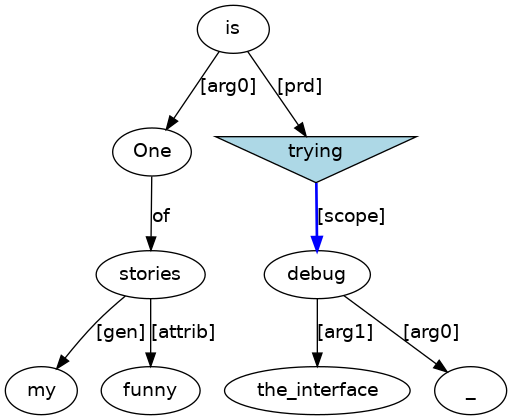 is
[arg0] [prd]
One trying
of [scope]
stories debug
[gen] [attrib] [arg1] [arg0]
my funny the_interface _